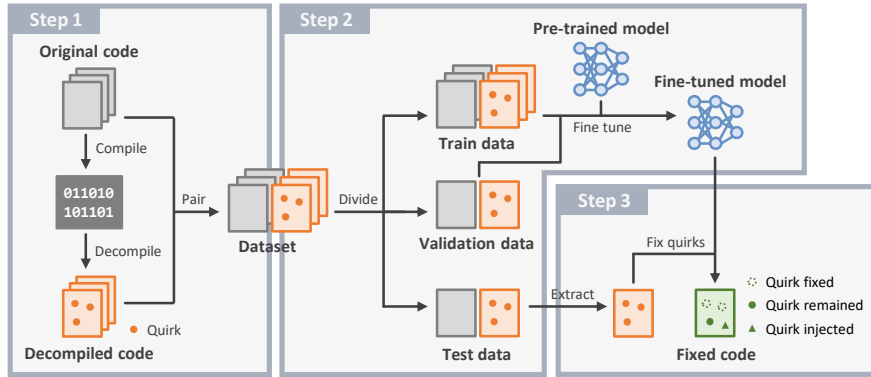 Step 1
Original code
Compile
011010
101101
Decompile
Quirk
Decompiled code
Pair
Dataset
Step 2
Divide
Pre-trained model
Fine-tuned model
Train data
Fine tune
Validation data
Test data
Extract
Step 3
Fix quirks
Quirk fixed
Quirk remained
Quirk injected
Fixed code